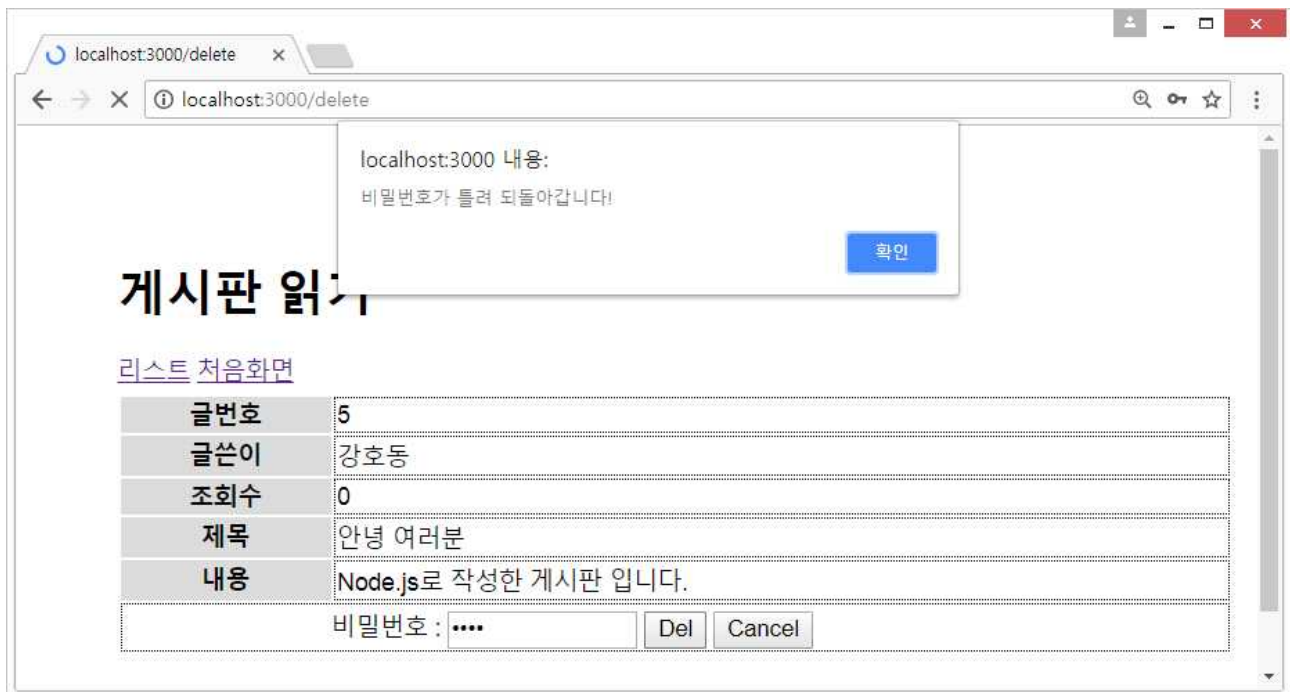 localhost:3000/delete
localhost:3000/delete
localhost:3000 내용:
비밀번호가 틀려 되돌아갑니다!
확인
게시판 읽기
리스트 처음화면
글번호 5
글쓴이 강호동
조회수 0
제목 안녕 여러분
내용 Node.js로 작성한 게시판 입니다.
비밀번호 : •••• Del Cancel